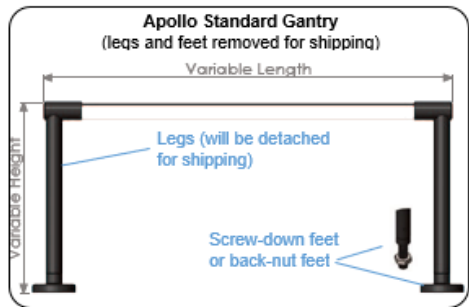 Apollo Standard Gantry
(legs and feet removed for shipping)
Variable Length
Variable Height
Legs (will be detached
for shipping)
Screw-down feet
or back-nut feet